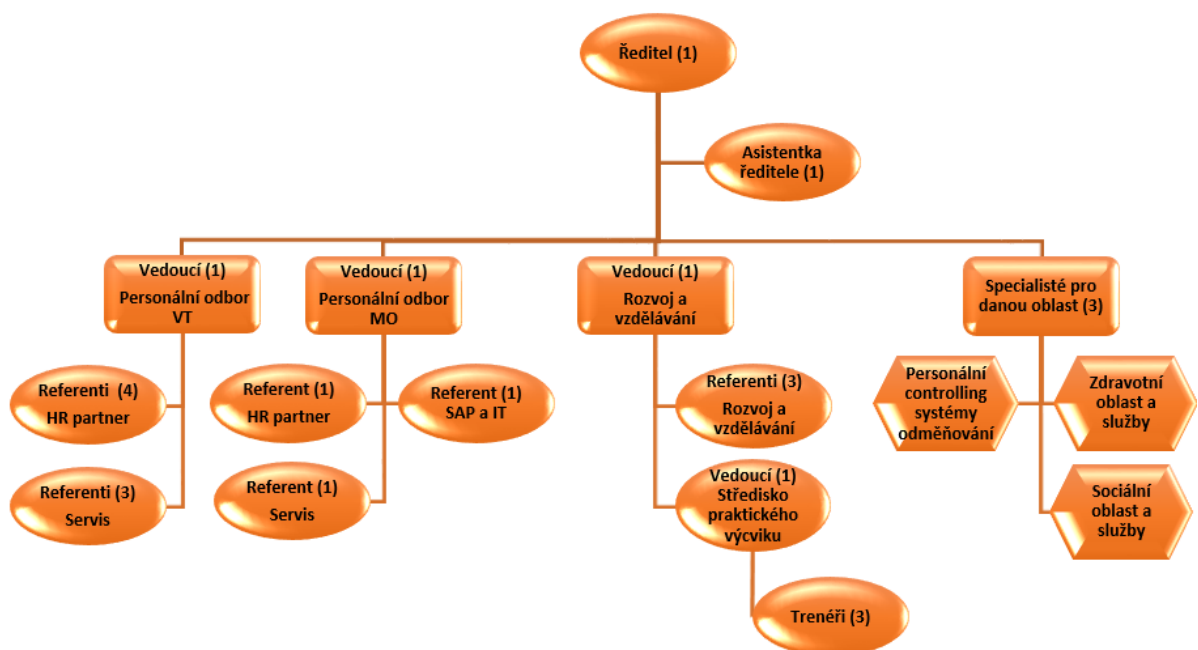 Ředitel (1)
Asistentka
ředitele (1)
Vedoucí (1)
Personální odbor
VT
Vedoucí (1)
Personální odbor
MO
Vedoucí (1)
Rozvoj a
vzdělávání
Specialisté pro
danou oblast (3)
Referenti (4)
HR partner
Referent (1)
HR partner
Referent (1)
SAP a IT
Referenti (3)
Rozvoj a
vzdělávání
Personální
controlling
systémy
odměňování
Zdravotní
oblast a
služby
Referenti (3)
Servis
Referent (1)
Servis
Vedoucí (1)
Středisko
praktického
výcviku
Sociální
oblast a
služby
Trenéři (3)